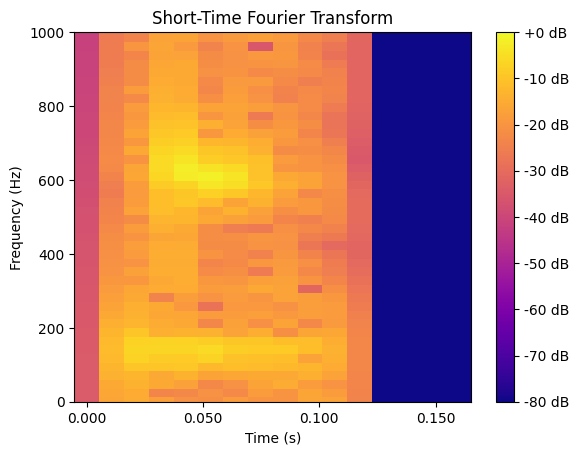 Short-Time Fourier Transform
1000
800
600
400
200
0
Frequency (Hz)
0.000
0.050
0.100
0.150
Time (s)
+0 dB
-10 dB
-20 dB
-30 dB
-40 dB
-50 dB
-60 dB
-70 dB
-80 dB